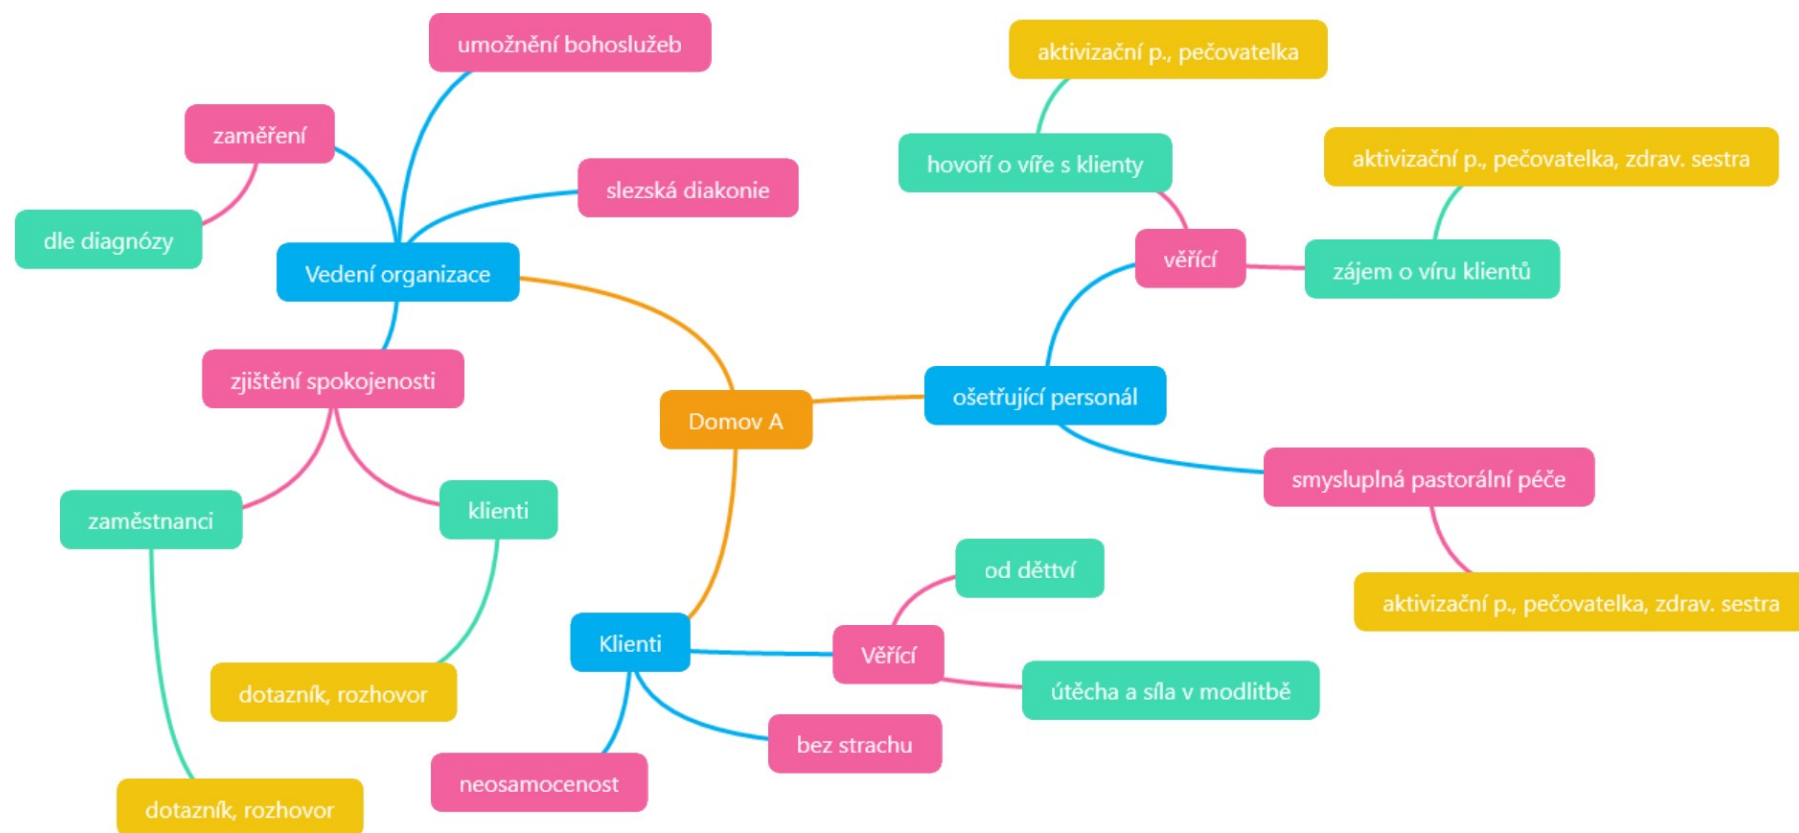 umožnění bohoslužeb
aktivizační p., pečovatelka
zaměření
hovoří o víře s klienty
aktivizační p., pečovatelka, zdrav. sestra
slezská diakonie
dle diagnózy
věřící
zájem o víru klientů
Vedení organizace
zjištění spokojenosti
ošetřující personál
Domov A
smysluplná pastorální péče
zaměstnanci
klienti
od děttví
aktivizační p., pečovatelka, zdrav. sestra
Klienti
Věřící
dotazník, rozhovor
útěcha a síla v modlitbě
bez strachu
neosamocenost
dotazník, rozhovor